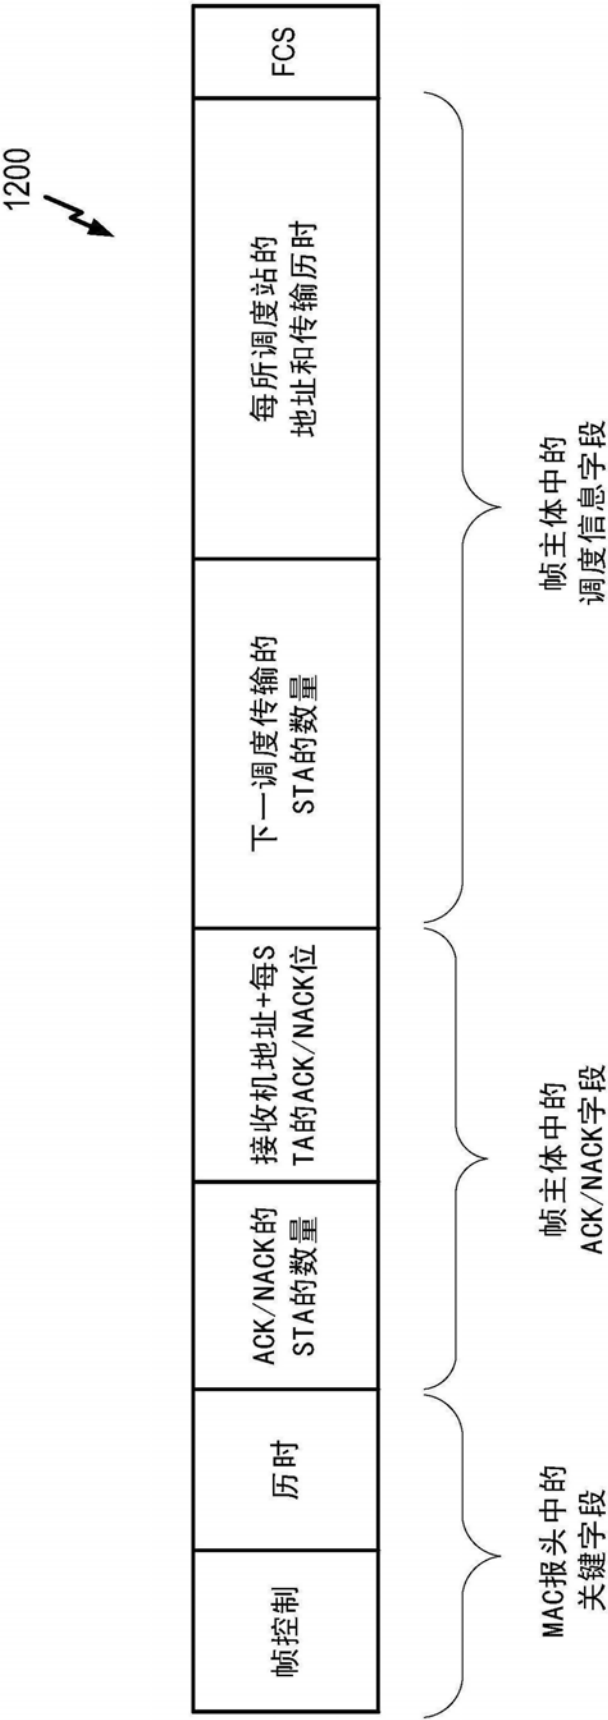 1200
帧控制
历时
ACK/NACK的
STA的数量
接收机地址+每S
TA的ACK/NACK位
下一调度传输的
STA的数量
每所调度站的
地址和传输历时
FCS
MAC报头中的
关键字段
帧主体中的
ACK/NACK字段
帧主体中的
调度信息字段